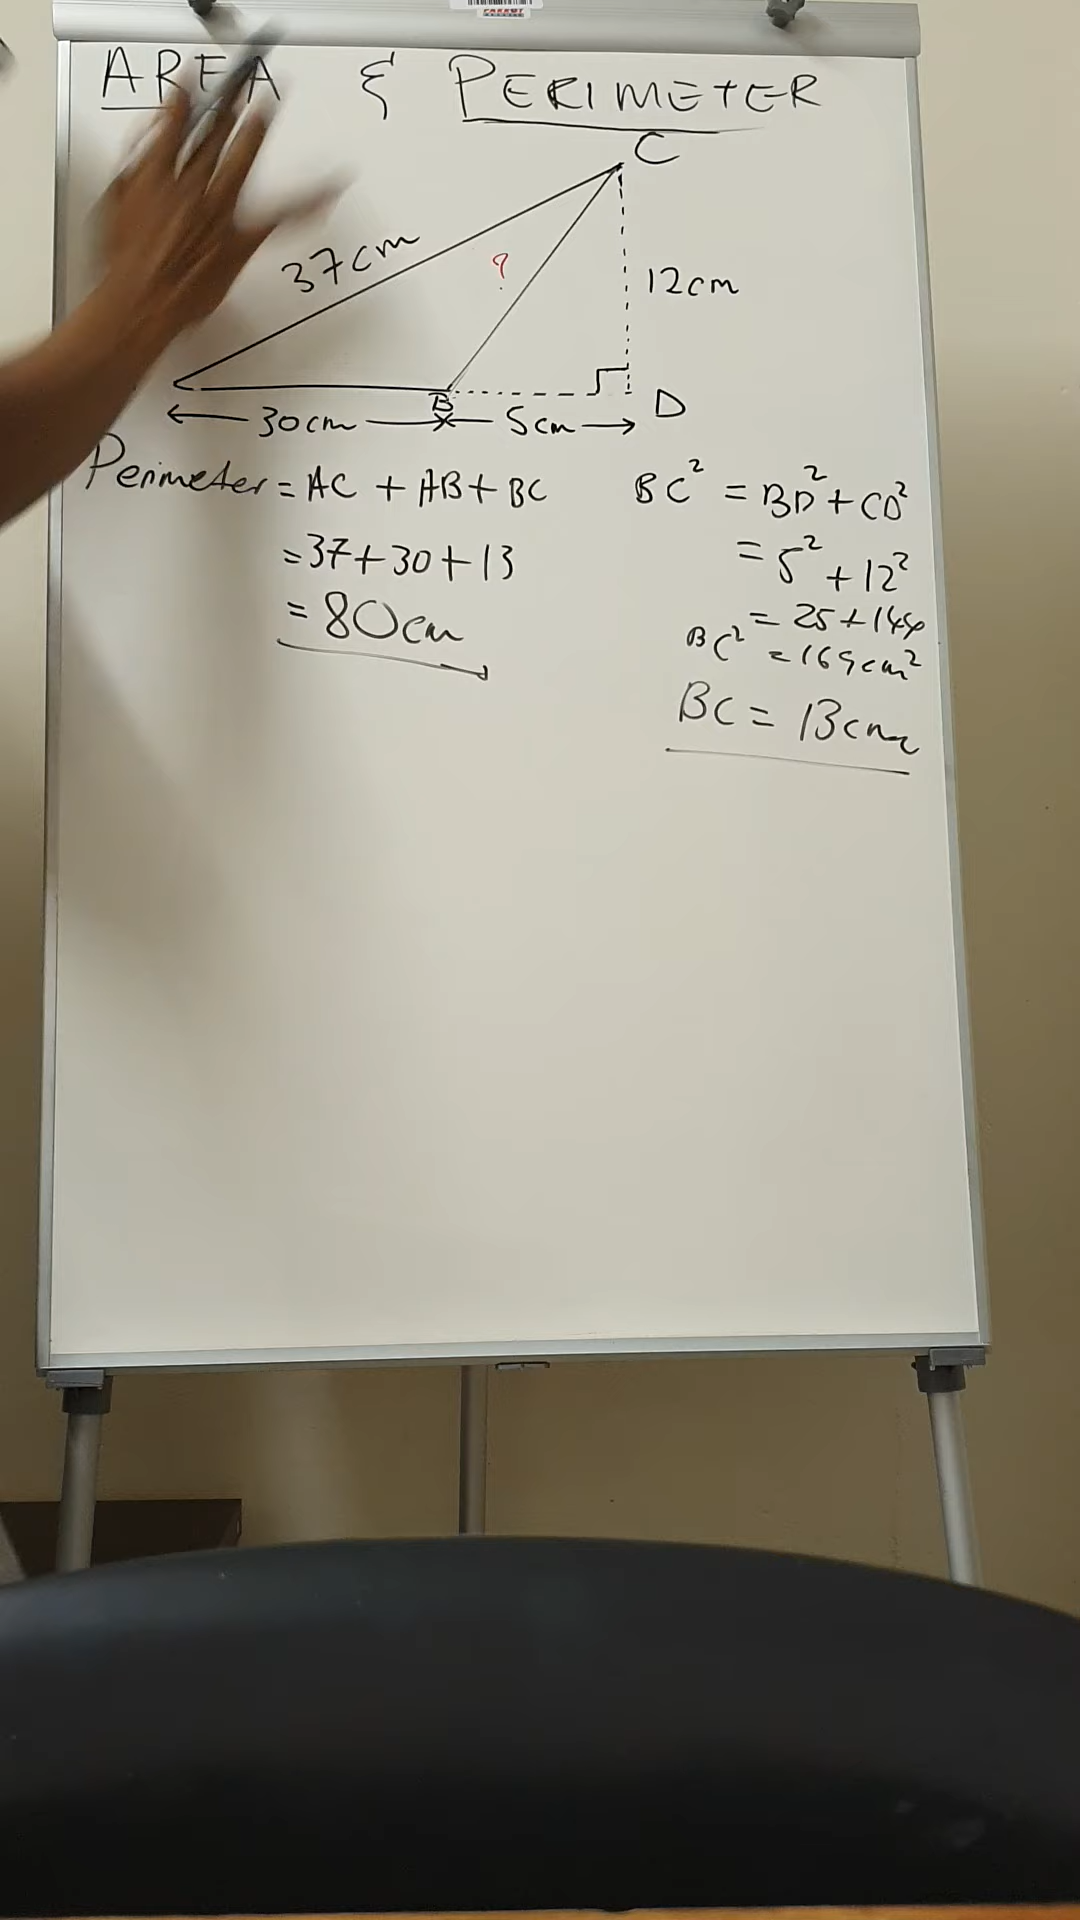 PARROT
AREA & PERIMETER
C
37cm
?
12cm
B
D
30cm
5cm
Perimeter = AC + AB + BC
= 37 + 30 + 13
= 80cm
BC² = BD² + CD²
= 5² + 12²
= 25 + 144
BC² = 169cm²
BC = 13cm